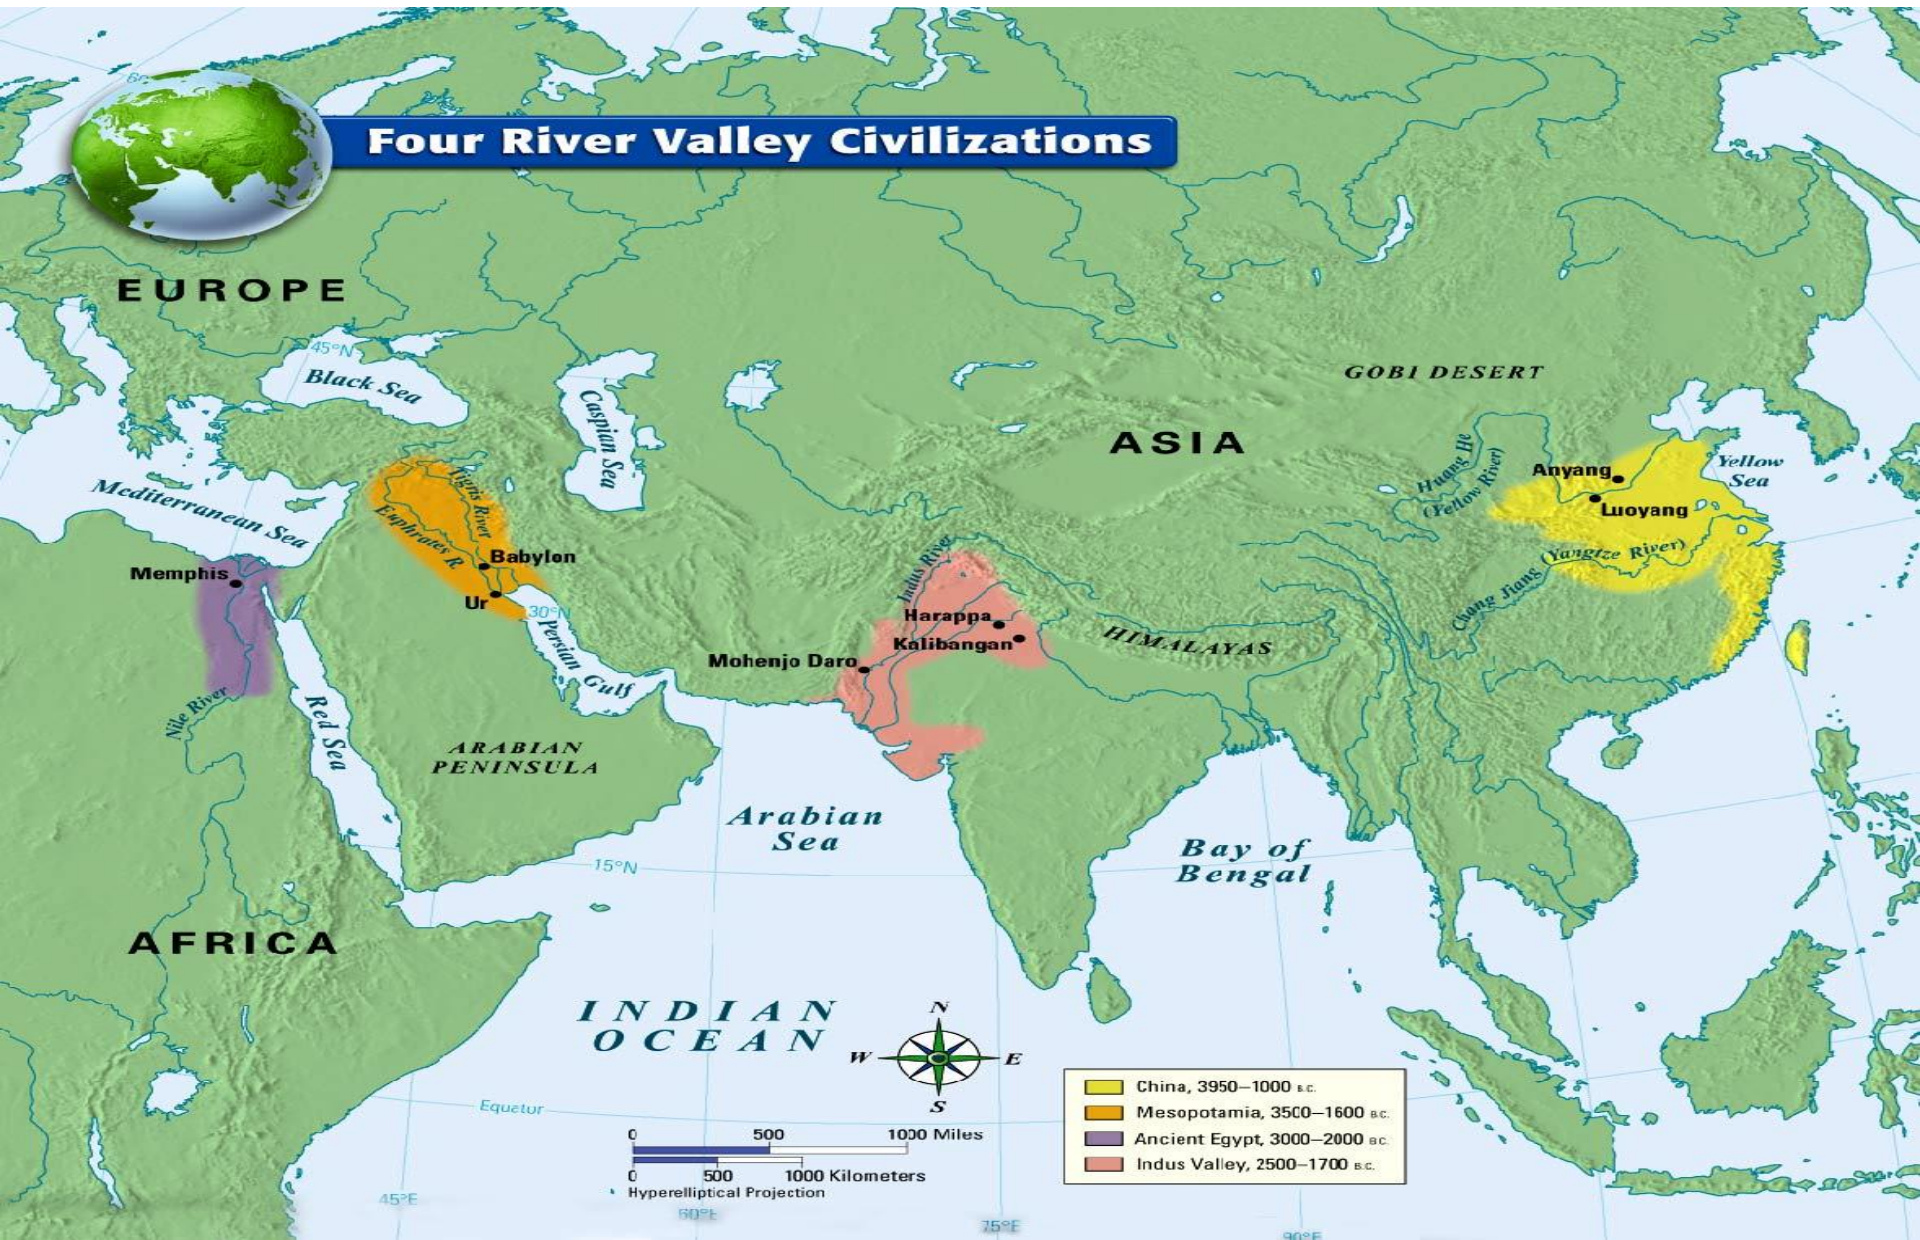 60
Four River Valley Civilizations
EUROPE
45°N
Black Sea
Caspian Sea
GOBI DESERT
ASIA
Huang He
(Yellow River)
Anyang
Yellow
Sea
Luoyang
Mediterranean Sea
Tigris River
Euphrates R.
Babylon
Ur
30°N
Memphis
Nile River
Red Sea
Persian Gulf
Indus River
Harappa
Kalibangan
Mohenjo Daro
HIMALAYAS
Chang Jiang (Yangtze River)
ARABIAN
PENINSULA
Arabian
Sea
Bay of
Bengal
15°N
AFRICA
INDIAN
OCEAN
N
W
E
S
Equator
0 500 1000 Miles
0 500 1000 Kilometers
Hyperelliptical Projection
China, 3950–1000 B.C.
Mesopotamia, 3500–1600 B.C.
Ancient Egypt, 3000–2000 B.C.
Indus Valley, 2500–1700 B.C.
45°E
60°E
75°E
90°E